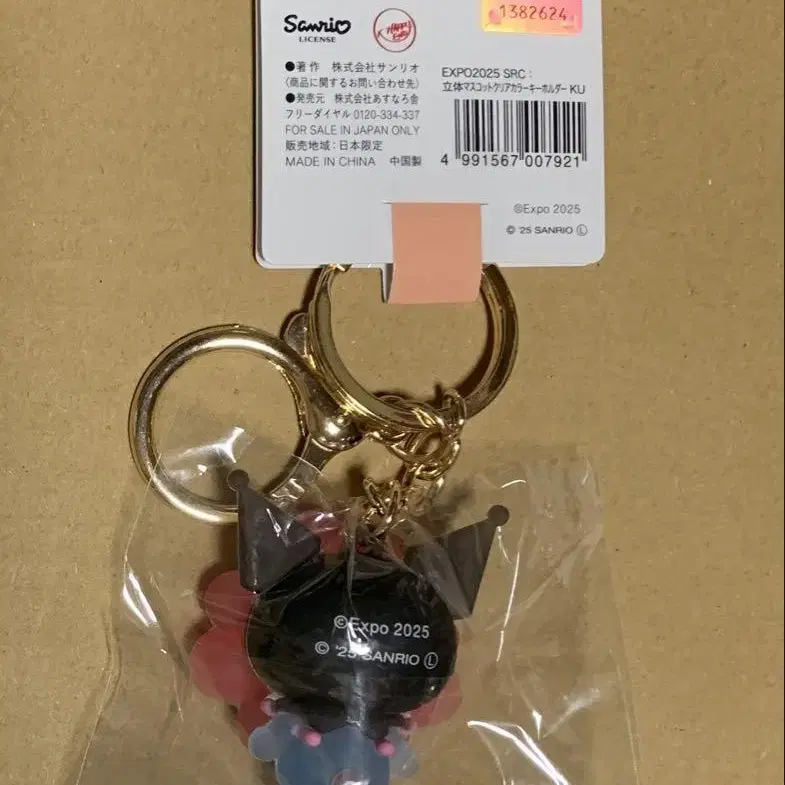 Sanrio
LICENSE
1382624
●著作 株式会社サンリオ
(商品に関するお問い合わせ先)
●発売元 株式会社あすなろ舎
フリーダイヤル 0120-334-337
FOR SALE IN JAPAN ONLY
販売地域:日本限定
MADE IN CHINA 中国製
EXPO2025 SRC:
立体マスコットクリアカラーキーホルダー KU
4 991567 007921
©Expo 2025
© '25 SANRIO Ⓛ
©Expo 2025
© '25 SANRIO Ⓛ